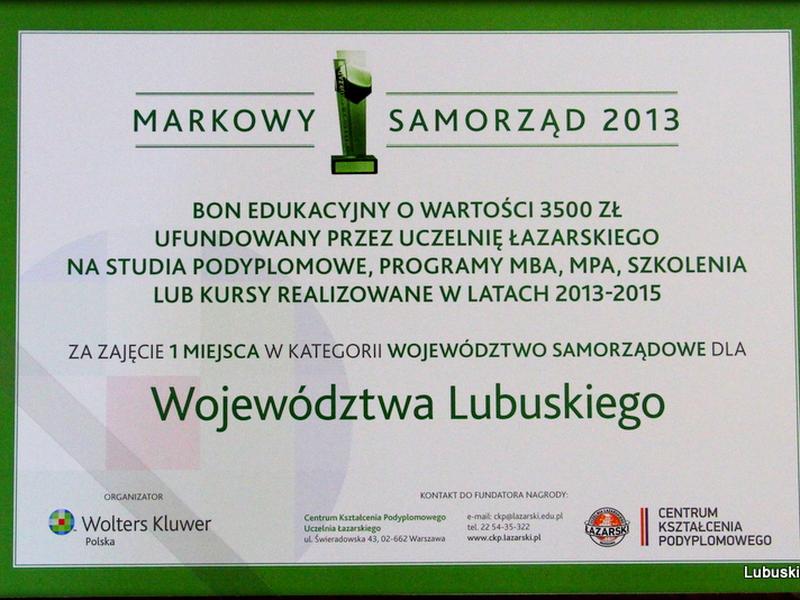 MARKOWY SAMORZĄD 2013
BON EDUKACYJNY O WARTOŚCI 3500 ZŁ
UFUNDOWANY PRZEZ UCZELNIĘ ŁAZARSKIEGO
NA STUDIA PODYPLOMOWE, PROGRAMY MBA, MPA, SZKOLENIA
LUB KURSY REALIZOWANE W LATACH 2013-2015
ZA ZAJĘCIE 1 MIEJSCA W KATEGORII WOJEWÓDZTWO SAMORZĄDOWE DLA
Województwa Lubuskiego
ORGANIZATOR
Wolters Kluwer
Polska
KONTAKT DO FUNDATORA NAGRODY:
Centrum Kształcenia Podyplomowego
Uczelnia Łazarskiego
ul. Świeradowska 43, 02-662 Warszawa
e-mail: ckp@lazarski.edu.pl
tel. 22 54-35-322
www.ckp.lazarski.pl
ŁAZARSKI
CENTRUM
KSZTAŁCENIA
PODYPLOMOWEGO
Lubuski